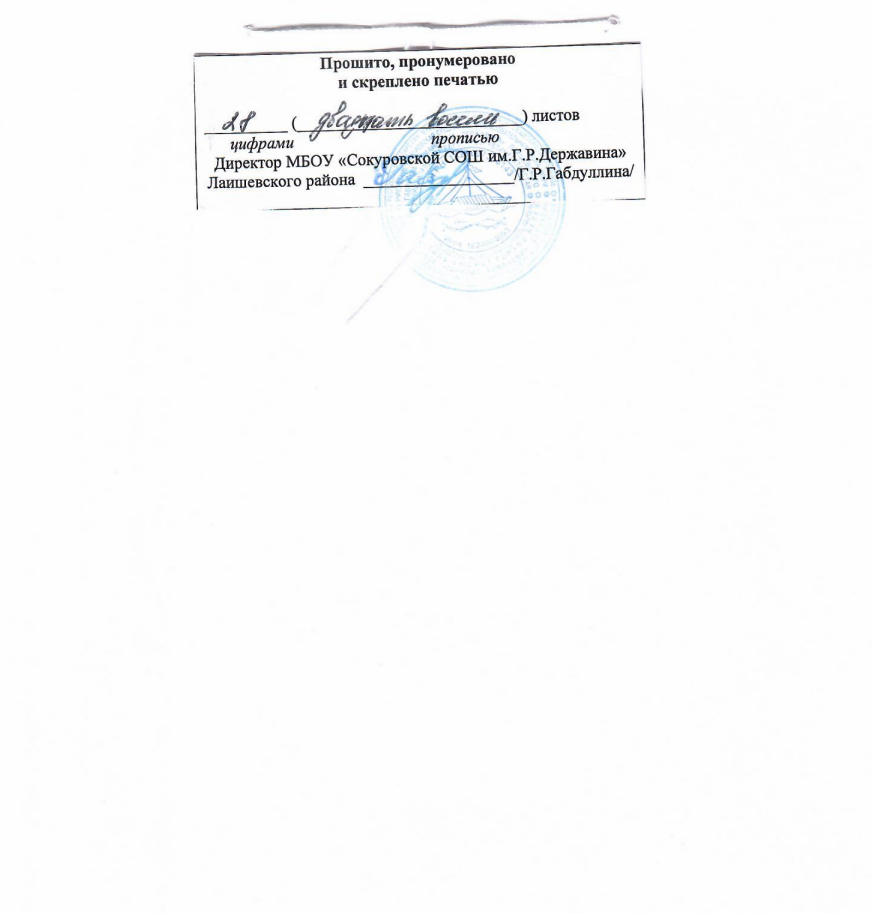 Прошито, пронумеровано
и скреплено печатью
28 ( двадцать восемь ) листов
цифрами прописью
Директор МБОУ «Сокуровской СОШ им.Г.Р.Державина»
Лаишевского района /Г.Р.Габдуллина/